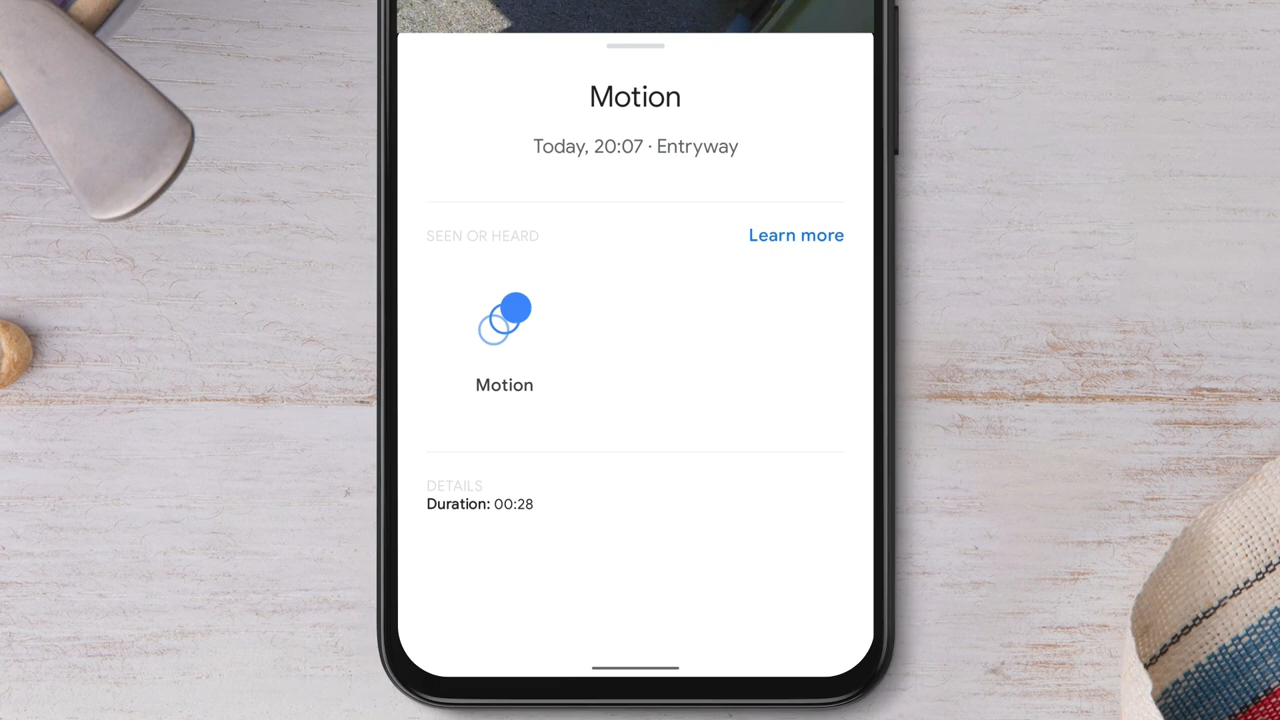 Motion
Today, 20:07 · Entryway
SEEN OR HEARD
Learn more
Motion
DETAILS
Duration: 00:28